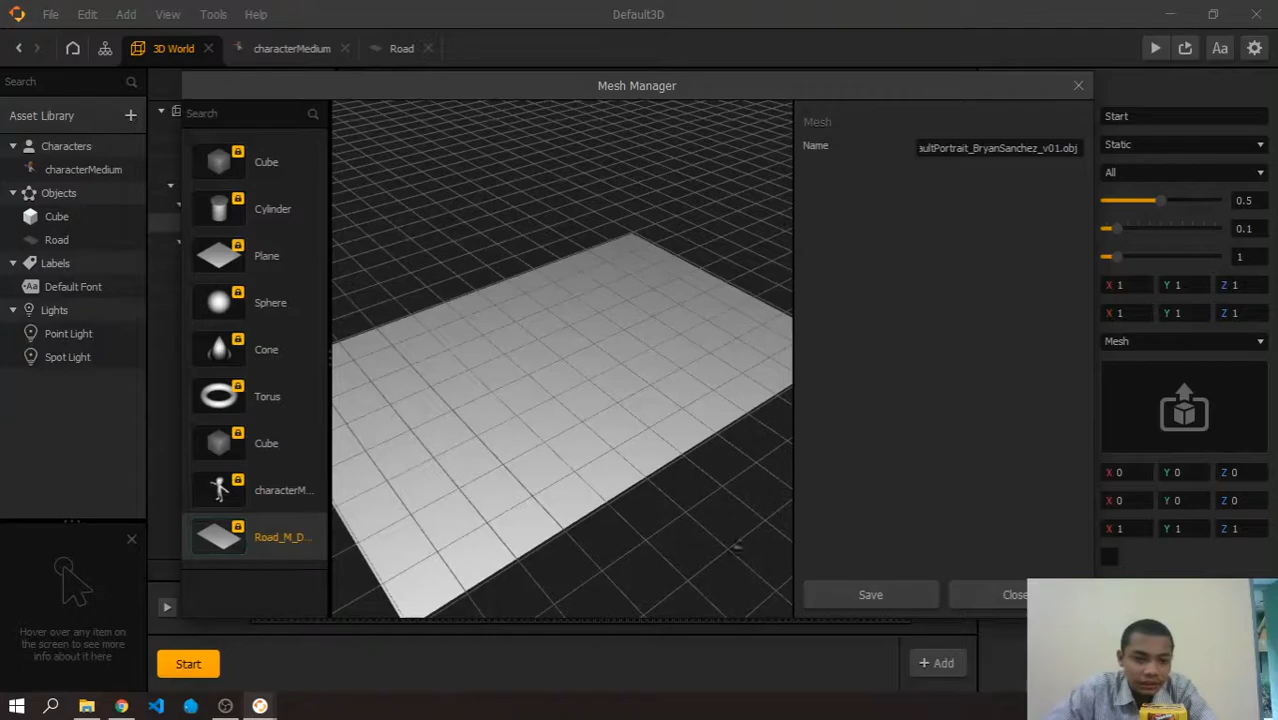 File Edit Add View Tools Help
Default3D
3D World
characterMedium
Road
Aa
Search
Asset Library +
Characters
characterMedium
Objects
Cube
Road
Labels
Aa Default Font
Lights
Point Light
Spot Light
Hover over any item on
the screen to see more
info about it here
Mesh Manager
Search
Cube
Cylinder
Plane
Sphere
Cone
Torus
Cube
characterM...
Road_M_D...
Mesh
Name
aultPortrait_BryanSanchez_v01.obj
Save
Close
Start
Static
All
0.5
0.1
1
X 1 Y 1 Z 1
X 1 Y 1 Z 1
Mesh
X 0 Y 0 Z 0
X 0 Y 0 Z 0
X 1 Y 1 Z 1
Start
+ Add